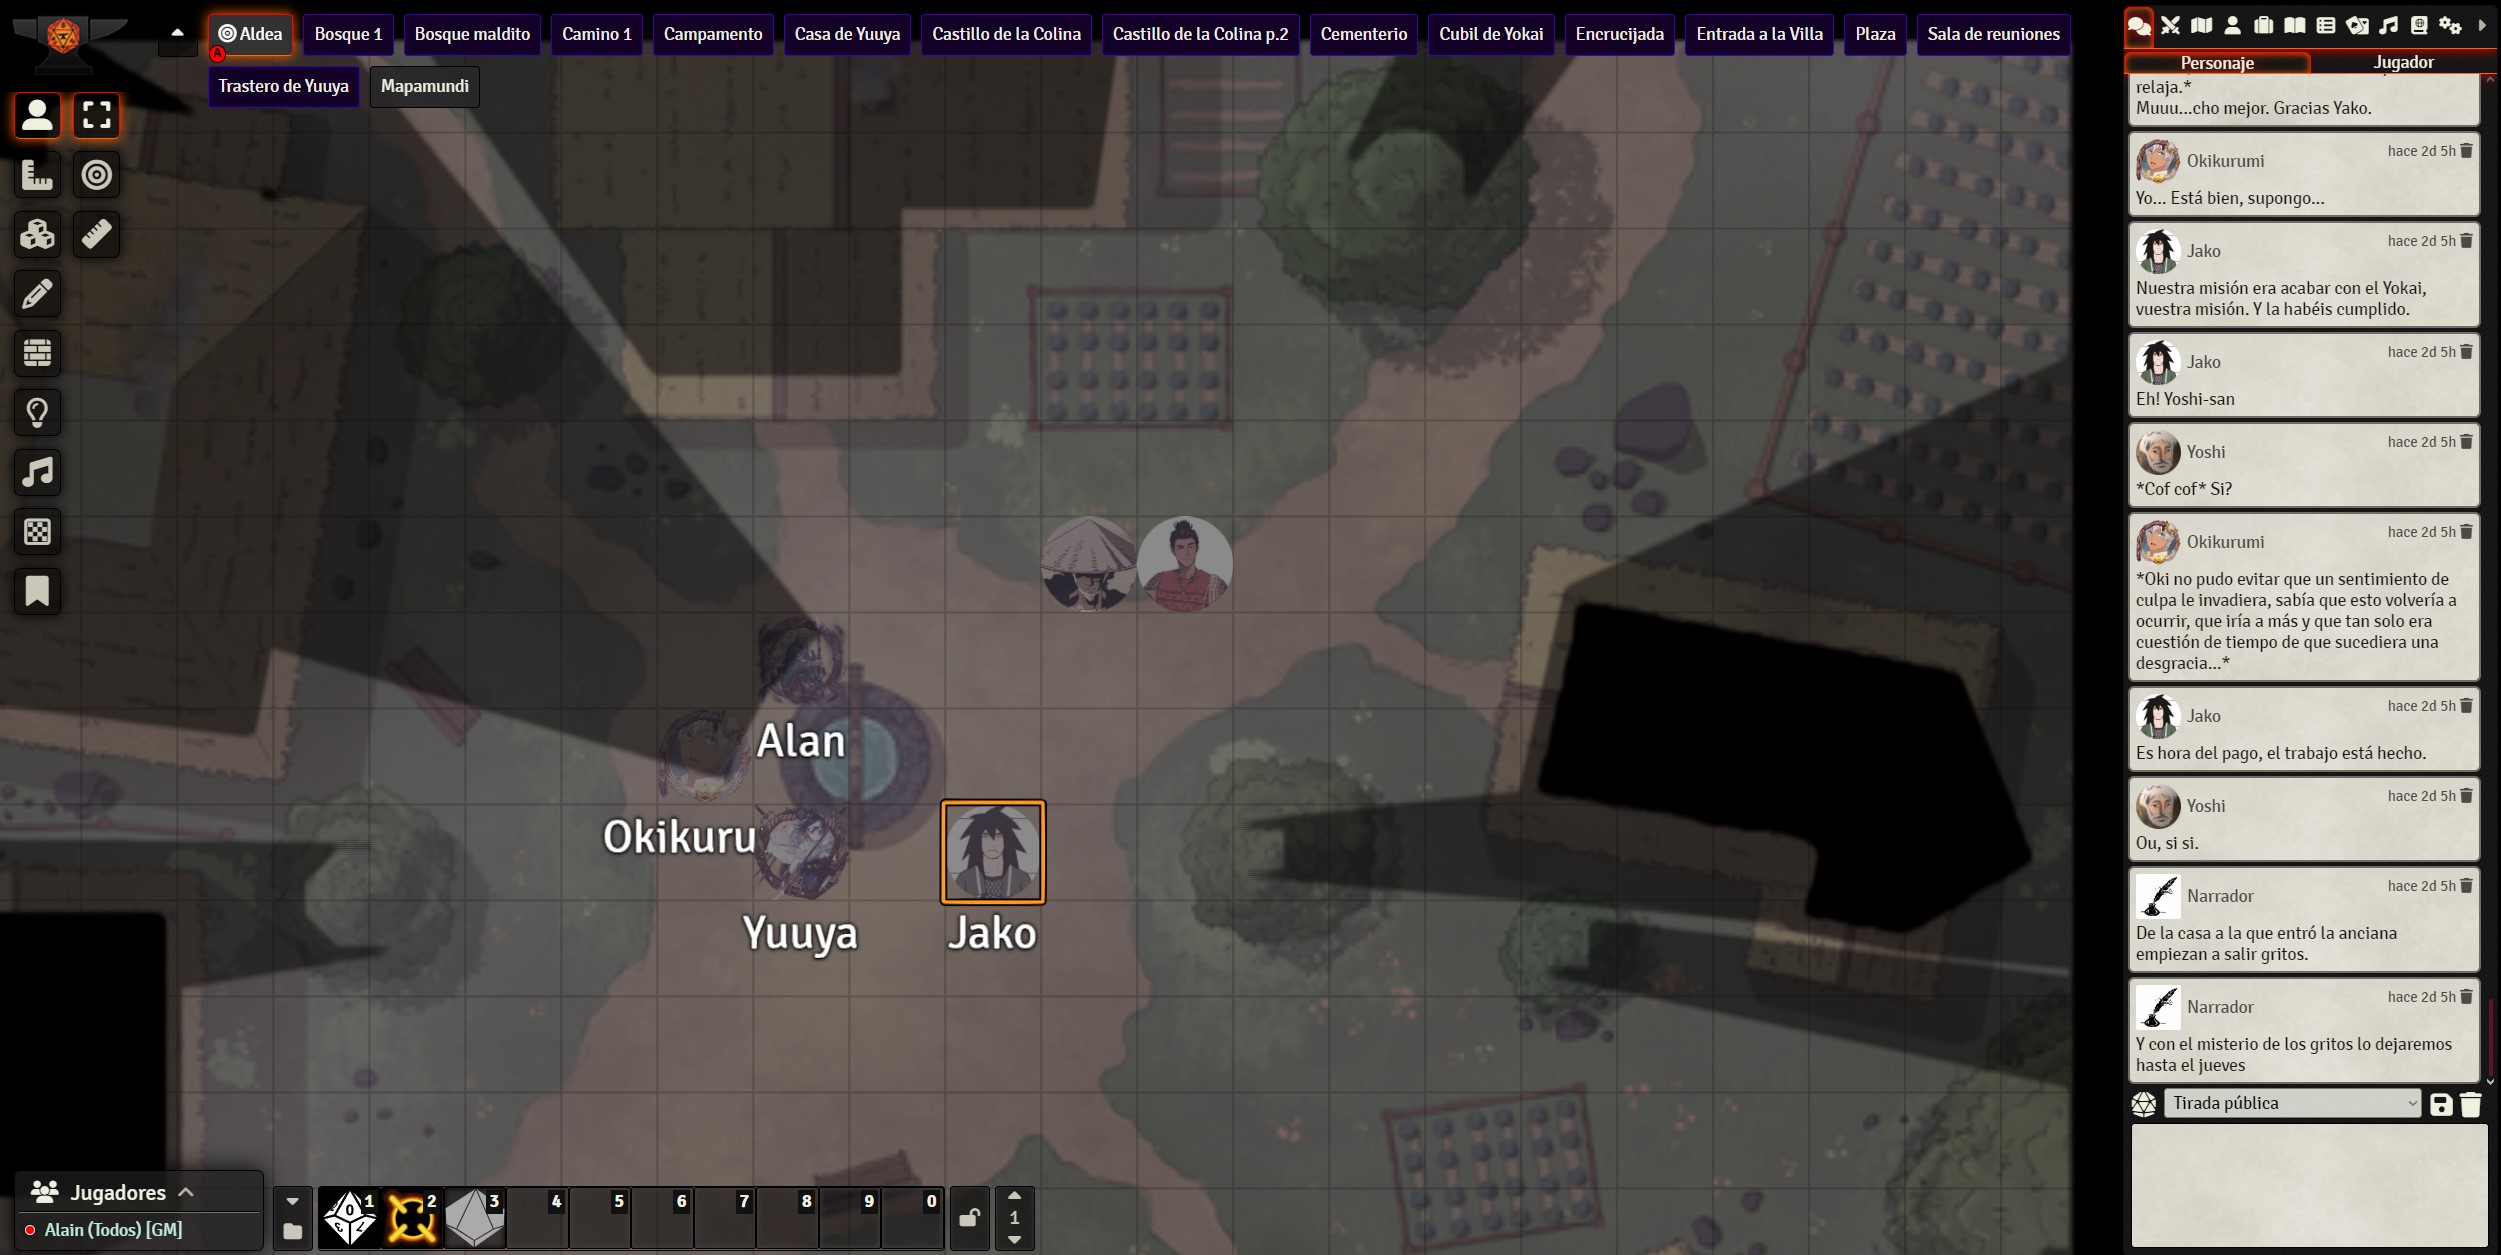 Aldea
Bosque 1
Bosque maldito
Camino 1
Campamento
Casa de Yuuya
Castillo de la Colina
Castillo de la Colina p.2
Cementerio
Cubil de Yokai
Encrucijada
Entrada a la Villa
Plaza
Sala de reuniones
A
Trastero de Yuuya
Mapamundi
Alan
Okikuru
Yuuya
Jako
Jugadores
Alain (Todos) [GM]
1
2
3
4
5
6
7
8
9
0
1
Personaje
Jugador
relaja.*
Muuu...cho mejor. Gracias Yako.
Okikurumi
hace 2d 5h
Yo... Está bien, supongo...
Jako
hace 2d 5h
Nuestra misión era acabar con el Yokai,
vuestra misión. Y la habéis cumplido.
Jako
hace 2d 5h
Eh! Yoshi-san
Yoshi
hace 2d 5h
*Cof cof* Si?
Okikurumi
hace 2d 5h
*Oki no pudo evitar que un sentimiento de
culpa le invadiera, sabía que esto volvería a
ocurrir, que iría a más y que tan solo era
cuestión de tiempo de que sucediera una
desgracia...*
Jako
hace 2d 5h
Es hora del pago, el trabajo está hecho.
Yoshi
hace 2d 5h
Ou, si si.
Narrador
hace 2d 5h
De la casa a la que entró la anciana
empiezan a salir gritos.
Narrador
hace 2d 5h
Y con el misterio de los gritos lo dejaremos
hasta el jueves
Tirada pública